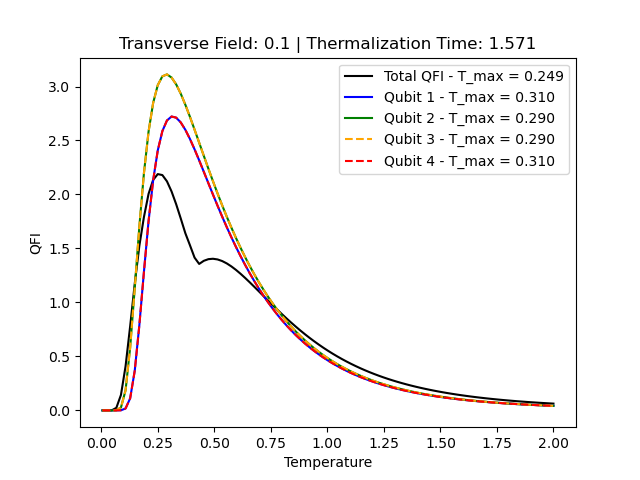 Transverse Field: 0.1 | Thermalization Time: 1.571
Total QFI - T_max = 0.249
Qubit 1 - T_max = 0.310
Qubit 2 - T_max = 0.290
Qubit 3 - T_max = 0.290
Qubit 4 - T_max = 0.310
QFI
3.0
2.5
2.0
1.5
1.0
0.5
0.0
0.00 0.25 0.50 0.75 1.00 1.25 1.50 1.75 2.00
Temperature